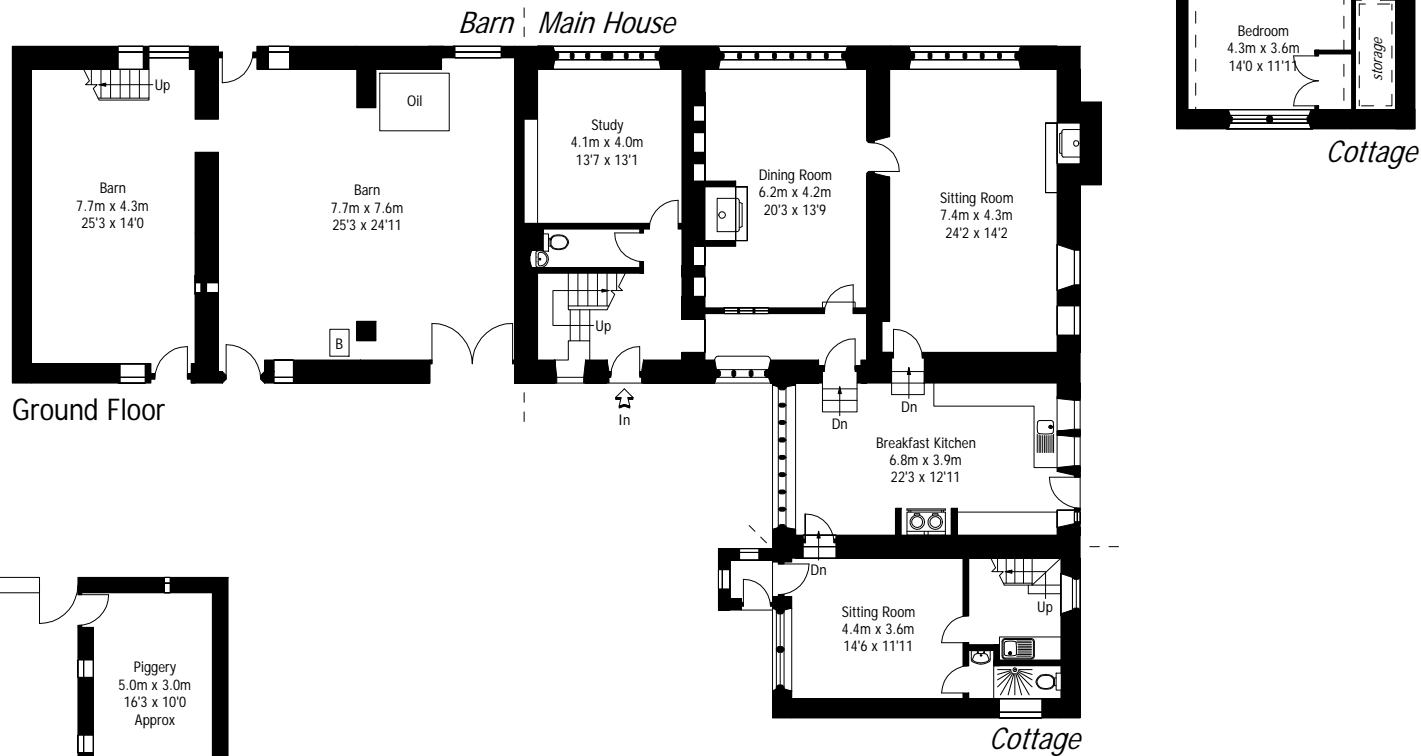 Barn
Main House
Bedroom
4.3m x 3.6m
14'0 x 11'11
storage
Cottage
Up
Oil
Study
4.1m x 4.0m
13'7 x 13'1
Dining Room
6.2m x 4.2m
20'3 x 13'9
Sitting Room
7.4m x 4.3m
24'2 x 14'2
Barn
7.7m x 4.3m
25'3 x 14'0
Barn
7.7m x 7.6m
25'3 x 24'11
Up
B
Ground Floor
In
Dn
Dn
Breakfast Kitchen
6.8m x 3.9m
22'3 x 12'11
Dn
Sitting Room
4.4m x 3.6m
14'6 x 11'11
Up
Piggery
5.0m x 3.0m
16'3 x 10'0
Approx
Cottage